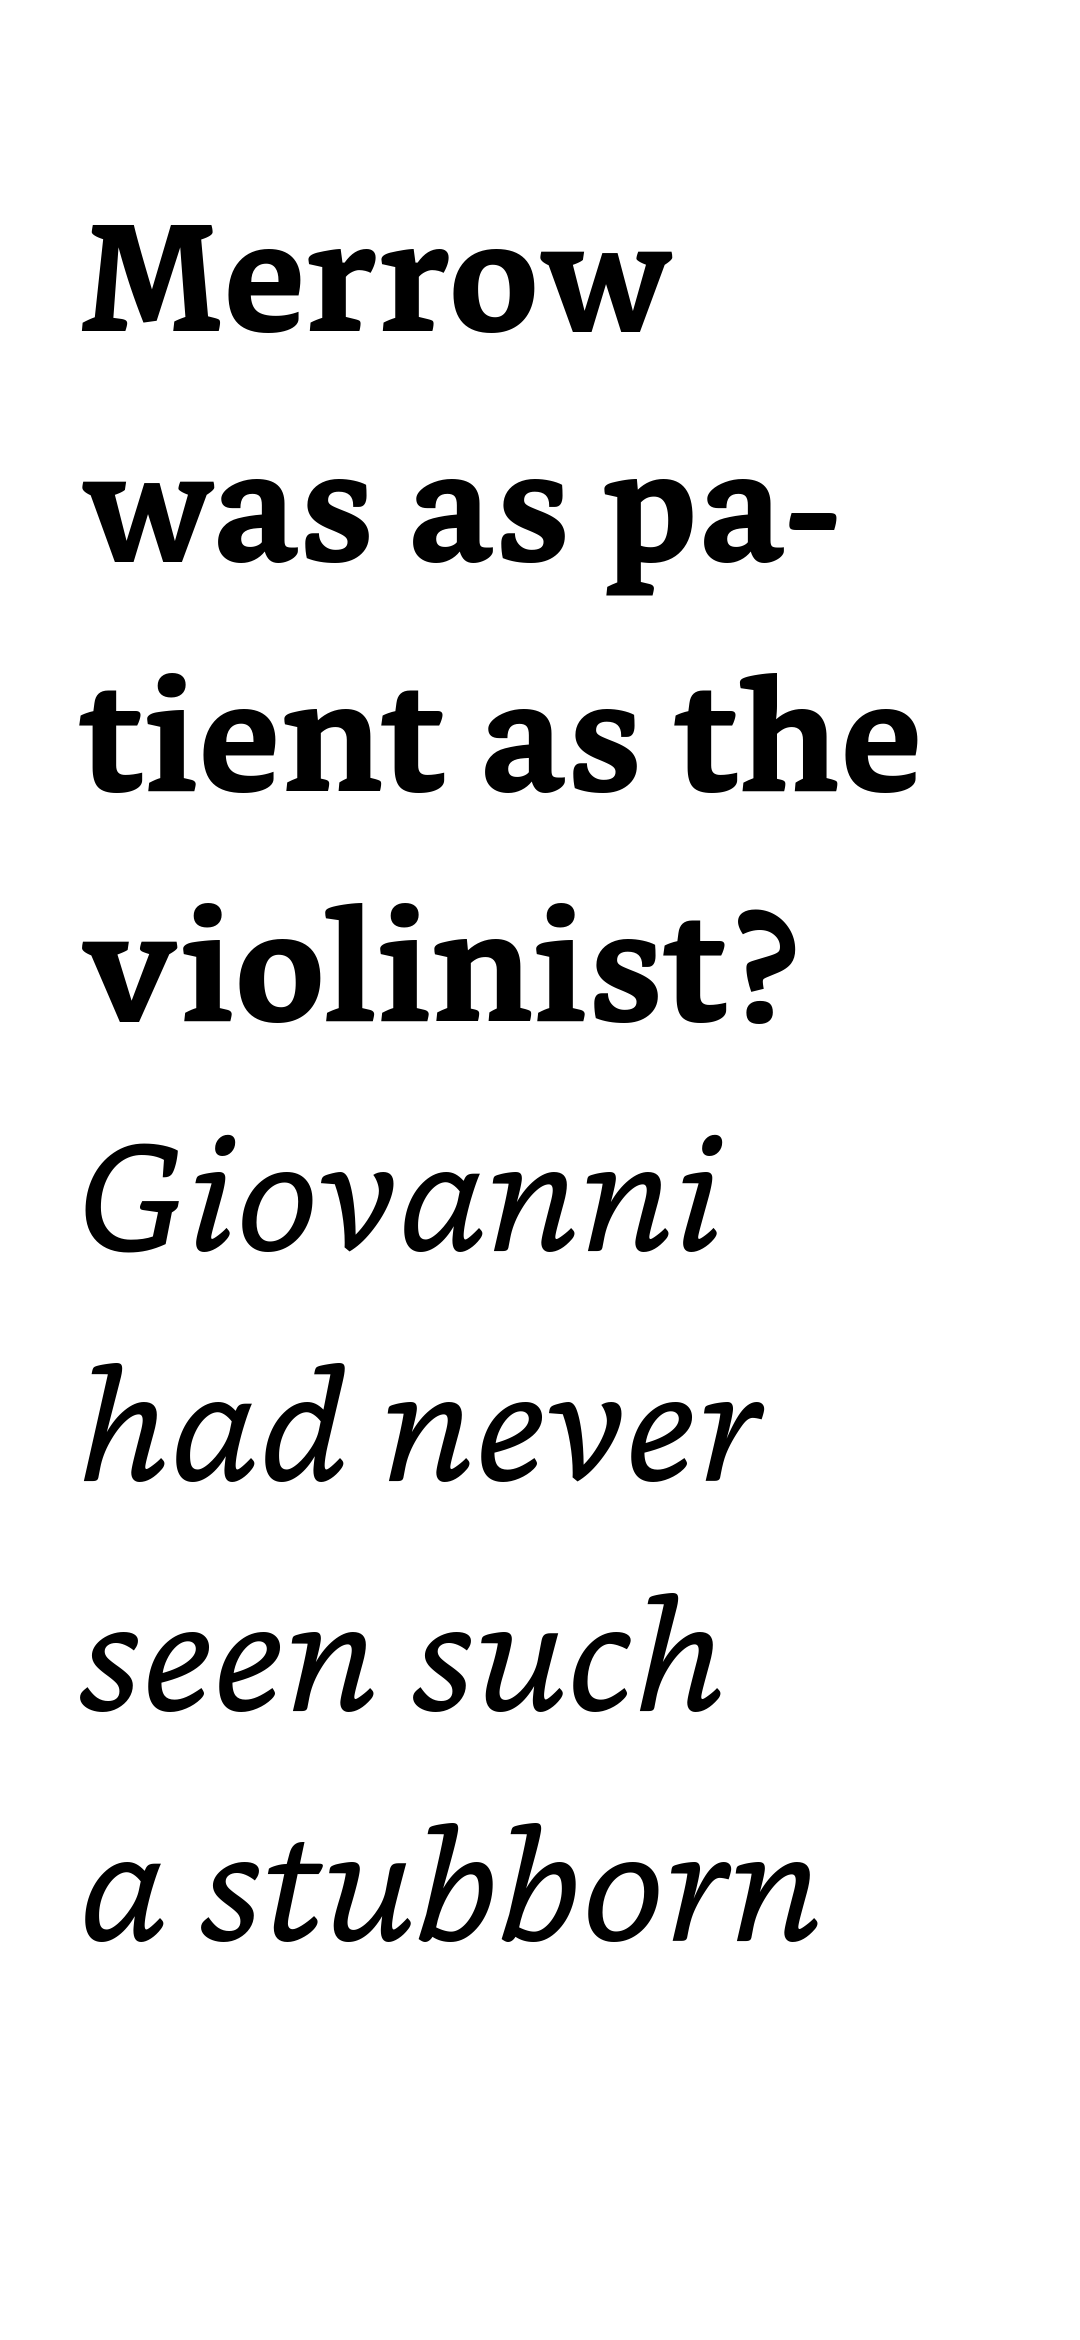 Merrow
was as pa-
tient as the
violinist?
Giovanni
had never
seen such
a stubborn